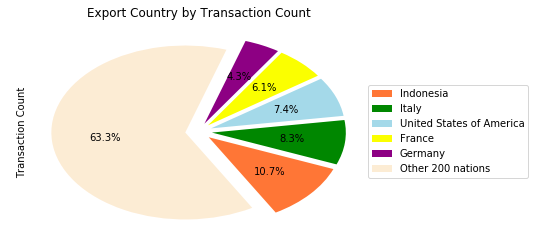 Export Country by Transaction Count
Transaction Count
4.3%
6.1%
7.4%
8.3%
10.7%
63.3%
Indonesia
Italy
United States of America
France
Germany
Other 200 nations